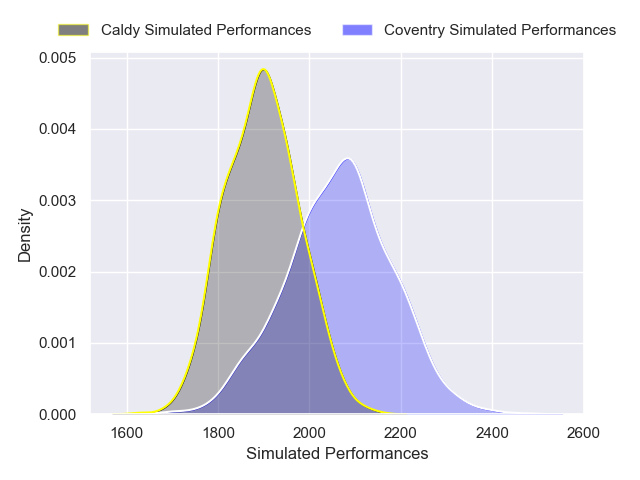 Caldy Simulated Performances Coventry Simulated Performances
0.005
0.004
0.003
0.002
0.001
0.000
Density
1600 1800 2000 2200 2400 2600
Simulated Performances